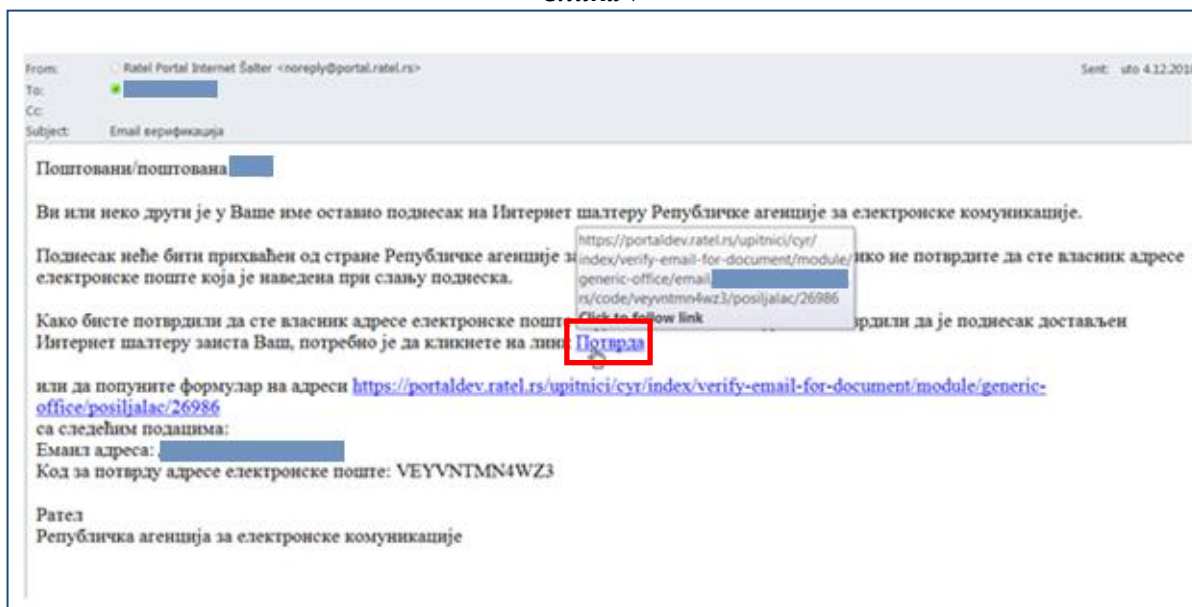 From: Ratel Portal Internet Šalter <noreply@portal.ratel.rs> Sent: uto 4.12.2018
To:
Cc:
Subject: Email верификација
Поштовани/поштована
Ви или неко други је у Ваше име оставио поднесак на Интернет шалтеру Републичке агенције за електронске комуникације.
Поднесак неће бити прихваћен од стране Републичке агенције за ико не потврдите да сте власник адресе
електронске поште која је наведена при слању поднеска.
https://portaldev.ratel.rs/upitnici/cyr/
index/verify-email-for-document/module/
generic-office/email
rs/code/veyvntmn4wz3/posiljalac/26986
Click to follow link
Како бисте потврдили да сте власник адресе електронске пошт врдили да је поднесак достављен
Интернет шалтеру заиста Ваш, потребно је да кликнете на линк Потврда
или да попуните формулар на адреси https://portaldev.ratel.rs/upitnici/cyr/index/verify-email-for-document/module/generic-
office/posiljalac/26986
са следећим подацима:
Емаил адреса:
Код за потврду адресе електронске поште: VEYVNTMN4WZ3
Рател
Републичка агенција за електронске комуникације